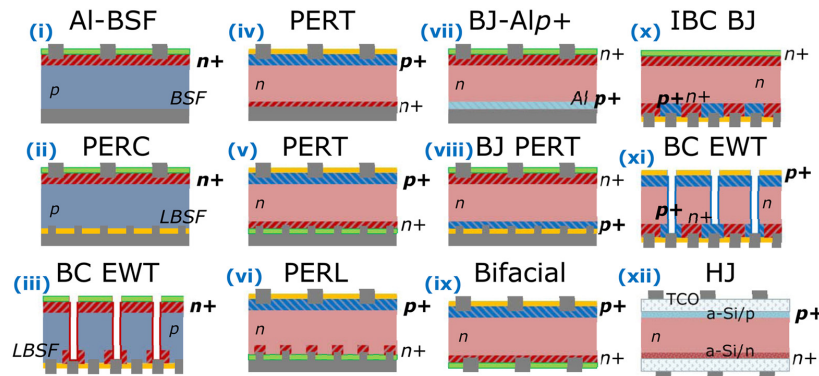 (i) Al-BSF
n+
p
BSF
(iv) PERT
p+
n
n+
(vii) BJ-Alp+
n+
n
Al p+
(x) IBC BJ
n+
n
p+ n+
(ii) PERC
n+
p
LBSF
(v) PERT
p+
n
n+
(viii) BJ PERT
n+
n
p+
(xi) BC EWT
p+
p+ n+ n
(iii) BC EWT
n+
p
LBSF
(vi) PERL
p+
n
n+
(ix) Bifacial
p+
n
n+
(xii) HJ
TCO
a-Si/p
p+
n
a-Si/n
n+